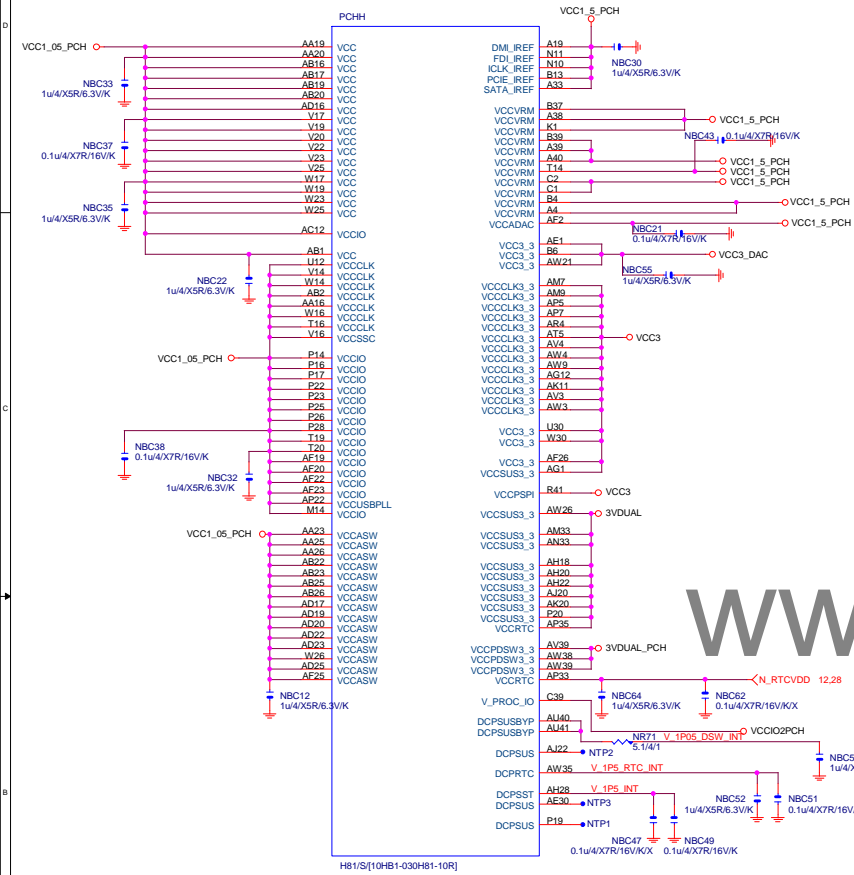 PCHH
VCC1_5_PCH
D
VCC1_05_PCH
AA19 VCC
AA20 VCC
AB16 VCC
AB17 VCC
AB19 VCC
AB20 VCC
AD16 VCC
V17 VCC
V19 VCC
V20 VCC
V22 VCC
V23 VCC
V25 VCC
W17 VCC
W19 VCC
W23 VCC
W25 VCC
AC12 VCCIO
AB1 VCC
U12 VCCCLK
V14 VCCCLK
W14 VCCCLK
AB2 VCCCLK
AA16 VCCCLK
W16 VCCCLK
T16 VCCCLK
V16 VCCSSC
NBC33
1u/4/X5R/6.3V/K
NBC37
0.1u/4/X7R/16V/K
NBC35
1u/4/X5R/6.3V/K
NBC22
1u/4/X5R/6.3V/K
VCC1_05_PCH
P14 VCCIO
P16 VCCIO
P17 VCCIO
P22 VCCIO
P23 VCCIO
P25 VCCIO
P26 VCCIO
P28 VCCIO
T19 VCCIO
T20 VCCIO
AF19 VCCIO
AF20 VCCIO
AF22 VCCIO
AF23 VCCIO
AP22 VCCUSBPLL
M14 VCCIO
C
NBC38
0.1u/4/X7R/16V/K
NBC32
1u/4/X5R/6.3V/K
VCC1_05_PCH
AA23 VCCASW
AA25 VCCASW
AA26 VCCASW
AB22 VCCASW
AB23 VCCASW
AB25 VCCASW
AB26 VCCASW
AD17 VCCASW
AD19 VCCASW
AD20 VCCASW
AD22 VCCASW
AD23 VCCASW
W26 VCCASW
AD25 VCCASW
AF25 VCCASW
NBC12
1u/4/X5R/6.3V/K
B
DMI_IREF A19
FDI_IREF N11
ICLK_IREF N10
PCIE_IREF B13
SATA_IREF A33
NBC30
1u/4/X5R/6.3V/K
VCCVRM B37
VCCVRM A38 VCC1_5_PCH
VCCVRM K1
VCCVRM B39 NBC43 0.1u/4/X7R/16V/K
VCCVRM A39
VCCVRM A40 VCC1_5_PCH
VCCVRM T14 VCC1_5_PCH
VCCVRM C2 VCC1_5_PCH
VCCVRM C1
VCCVRM B4 VCC1_5_PCH
VCCVRM A4
VCCADAC AF2 VCC1_5_PCH
NBC21
0.1u/4/X7R/16V/K
VCC3_3 AE1
VCC3_3 B6 VCC3_DAC
VCC3_3 AW21
NBC55
1u/4/X5R/6.3V/K
VCCCLK3_3 AM7
VCCCLK3_3 AM9
VCCCLK3_3 AP5
VCCCLK3_3 AP7
VCCCLK3_3 AR4
VCCCLK3_3 AT5 VCC3
VCCCLK3_3 AV4
VCCCLK3_3 AW4
VCCCLK3_3 AW9
VCCCLK3_3 AG12
VCCCLK3_3 AK11
VCCCLK3_3 AV3
VCCCLK3_3 AW3
VCC3_3 U30
VCC3_3 W30
VCC3_3 AF26
VCCSUS3_3 AG1
VCCPSPI R41 VCC3
VCCSUS3_3 AW26 3VDUAL
VCCSUS3_3 AM33
VCCSUS3_3 AN33
VCCSUS3_3 AH18
VCCSUS3_3 AH20
VCCSUS3_3 AH22
VCCSUS3_3 AJ20
VCCSUS3_3 AK20
VCCSUS3_3 P20
VCCRTC AP35
VCCPDSW3_3 AV39 3VDUAL_PCH
VCCPDSW3_3 AW38
VCCPDSW3_3 AW39
VCCRTC AP33 N_RTCVDD 12,28
NBC64
1u/4/X5R/6.3V/K
NBC62
0.1u/4/X7R/16V/K/X
V_PROC_IO C39 VCCIO2PCH
DCPSUSBYP AU40
DCPSUSBYP AU41
NR71 V_1P05_DSW_INT
5.1/4/1
DCPSUS AJ22 NTP2
DCPRTC AW35 V_1P5_RTC_INT
NBC52
1u/4/X5R/6.3V/K
NBC51
DCPSST AH28 V_1P5_INT
DCPSUS AE30 NTP3
DCPSUS P19 NTP1
NBC47
0.1u/4/X7R/16V/K/X
NBC49
0.1u/4/X7R/16V/K
H81/S/[10HB1-030H81-10R]